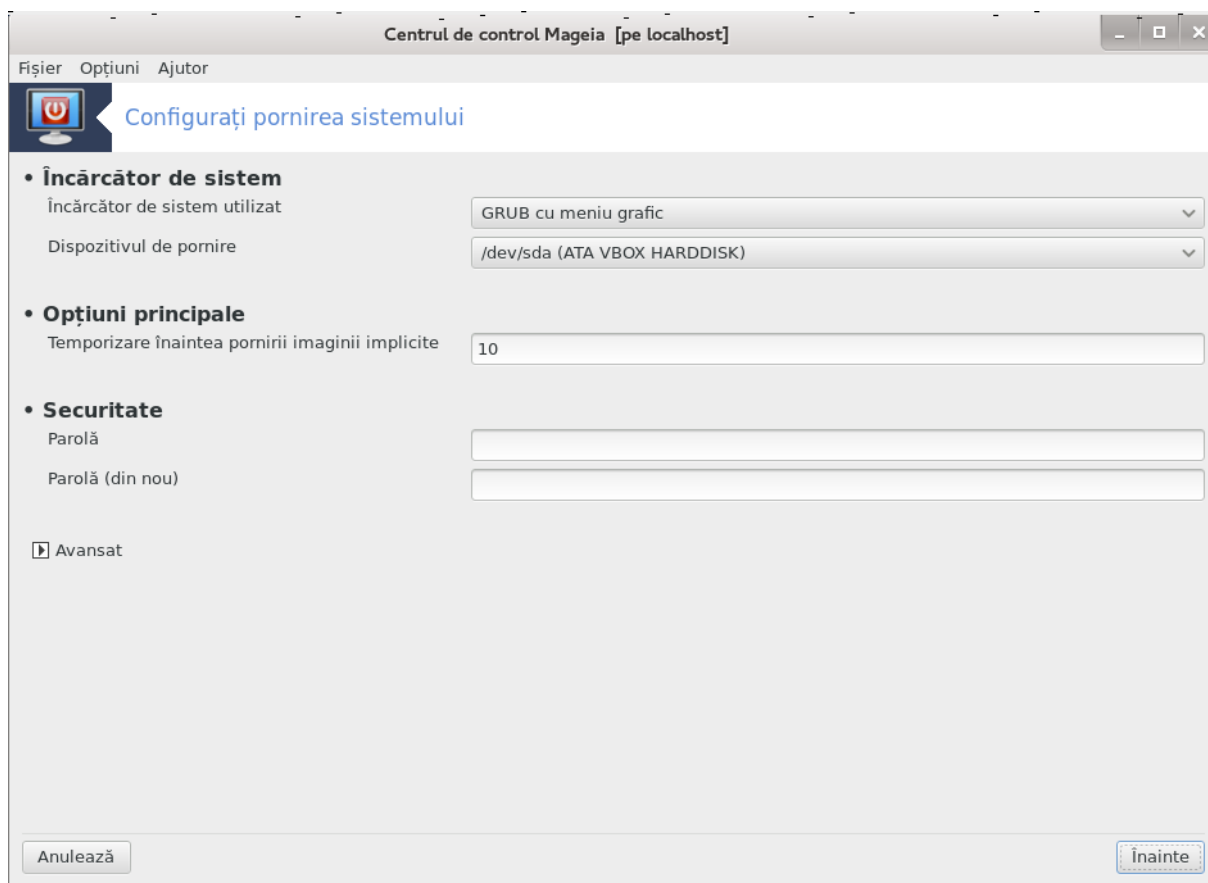 Centrul de control Mageia [pe localhost]
Fișier Opțiuni Ajutor
Configurați pornirea sistemului
• Încărcător de sistem
Încărcător de sistem utilizat GRUB cu meniu grafic
Dispozitivul de pornire /dev/sda (ATA VBOX HARDDISK)
• Opțiuni principale
Temporizare înaintea pornirii imaginii implicite 10
• Securitate
Parolă
Parolă (din nou)
Avansat
Anulează Înainte